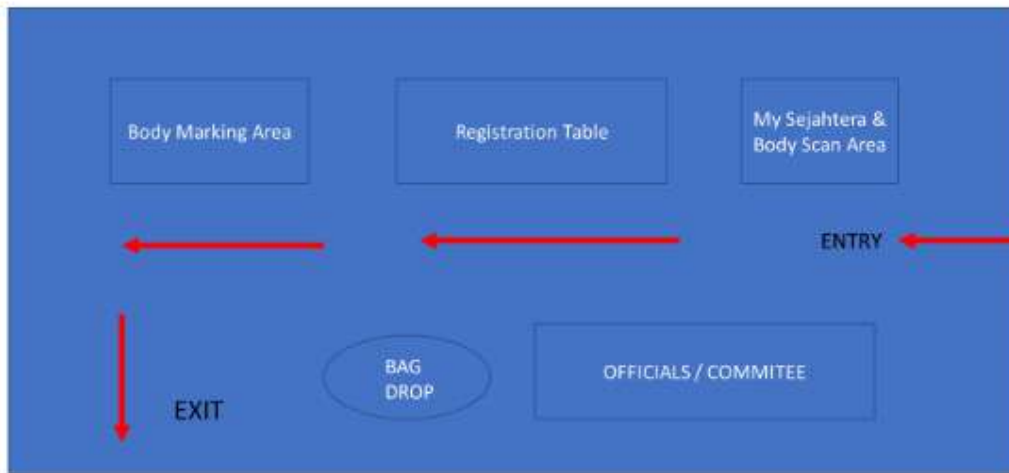 Body Marking Area
Registration Table
My Sejahtera &
Body Scan Area
ENTRY
BAG
DROP
OFFICIALS / COMMITEE
EXIT